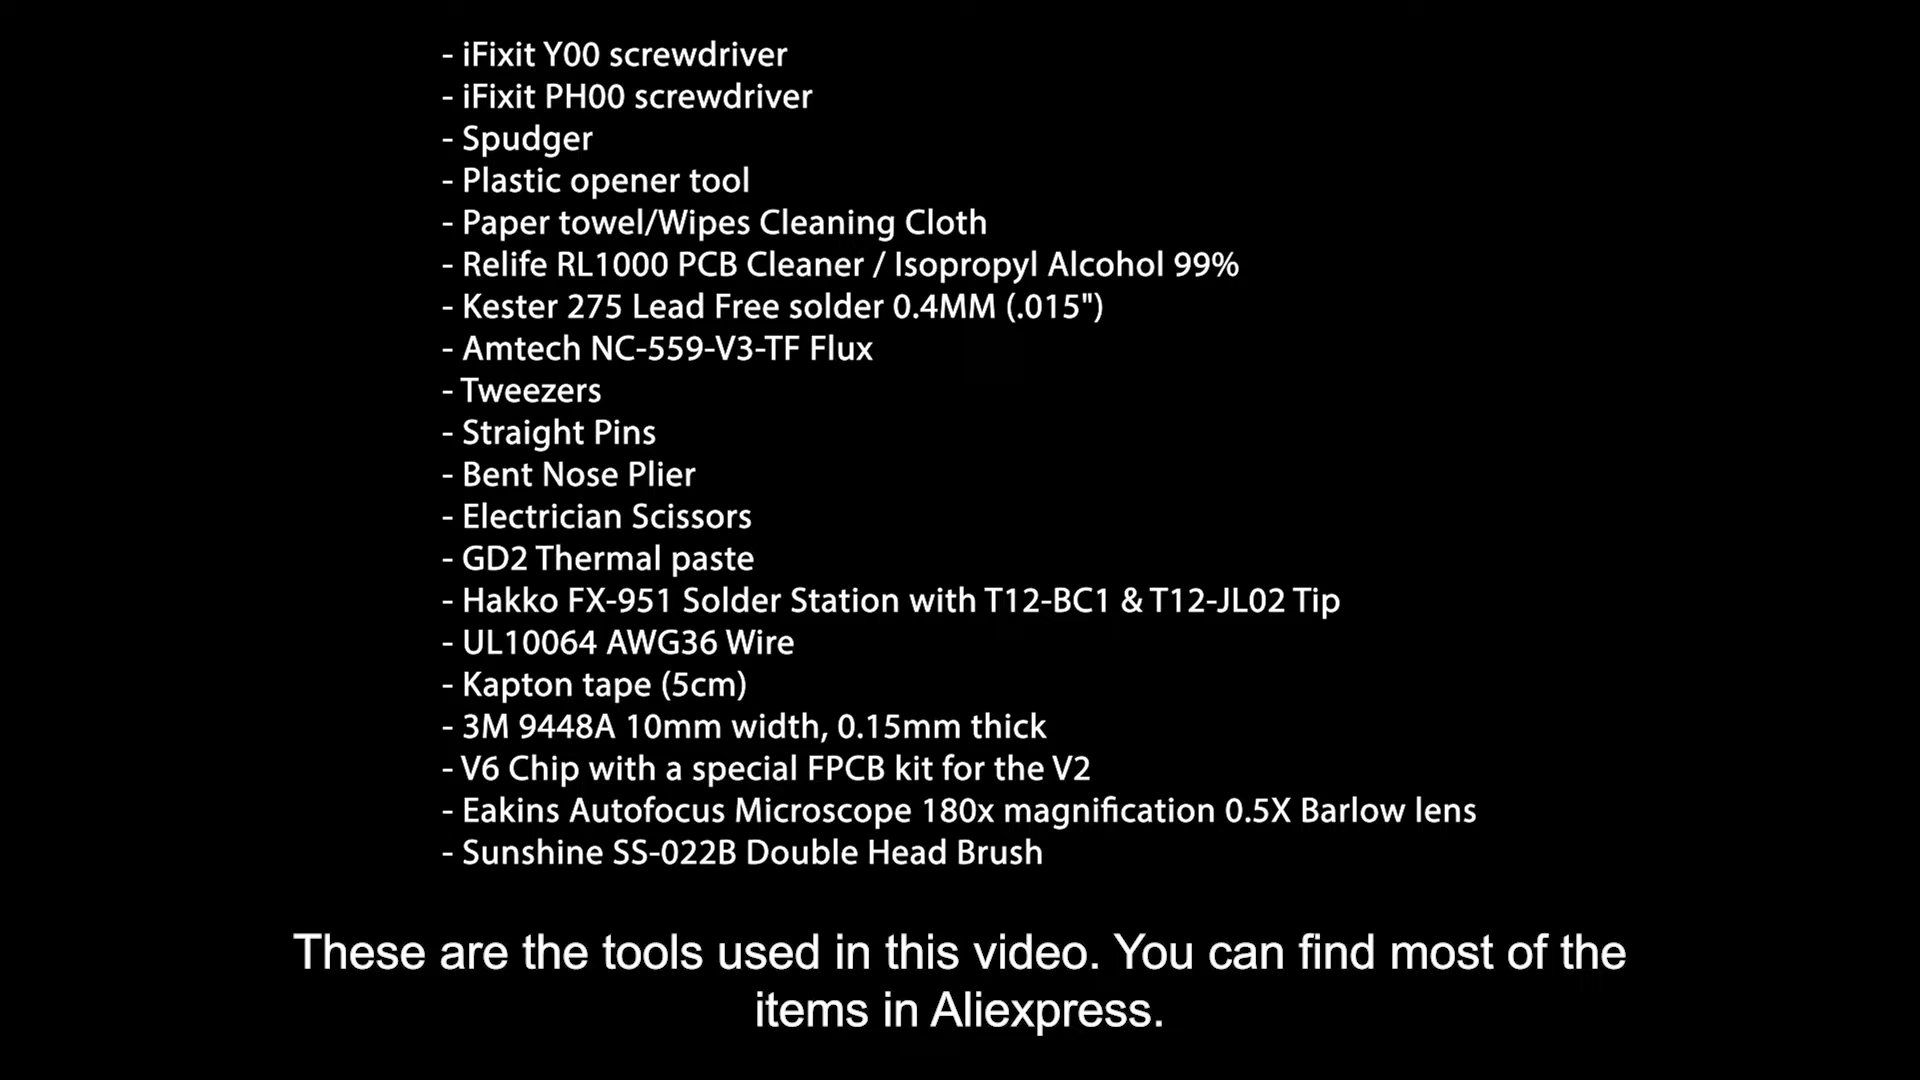 - iFixit Y00 screwdriver
- iFixit PH00 screwdriver
- Spudger
- Plastic opener tool
- Paper towel/Wipes Cleaning Cloth
- Relife RL1000 PCB Cleaner / Isopropyl Alcohol 99%
- Kester 275 Lead Free solder 0.4MM (.015")
- Amtech NC-559-V3-TF Flux
- Tweezers
- Straight Pins
- Bent Nose Plier
- Electrician Scissors
- GD2 Thermal paste
- Hakko FX-951 Solder Station with T12-BC1 & T12-JL02 Tip
- UL10064 AWG36 Wire
- Kapton tape (5cm)
- 3M 9448A 10mm width, 0.15mm thick
- V6 Chip with a special FPCB kit for the V2
- Eakins Autofocus Microscope 180x magnification 0.5X Barlow lens
- Sunshine SS-022B Double Head Brush
These are the tools used in this video. You can find most of the
items in Aliexpress.